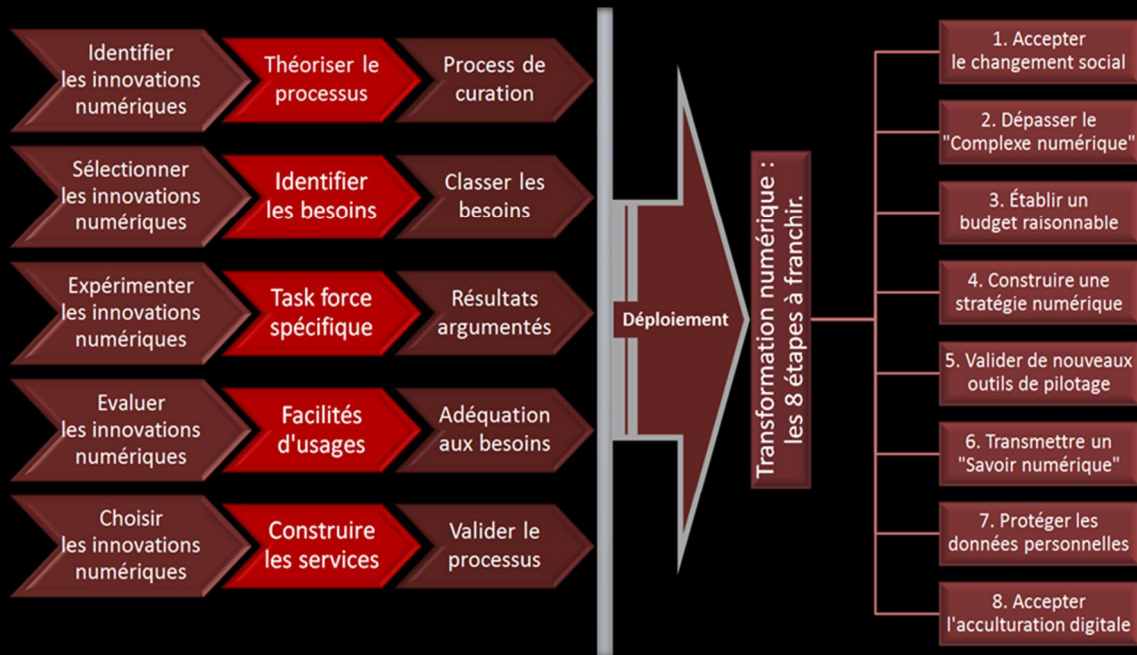 Identifier
les innovations
numériques
Théoriser le
processus
Process de
curation
Sélectionner
les innovations
numériques
Identifier
les besoins
Classer les
besoins
Expérimenter
les innovations
numériques
Task force
spécifique
Résultats
argumentés
Evaluer
les innovations
numériques
Facilités
d'usages
Adéquation
aux besoins
Choisir
les innovations
numériques
Construire
les services
Valider le
processus
Déploiement
Transformation numérique :
les 8 étapes à franchir.
1. Accepter
le changement social
2. Dépasser le
"Complexe numérique"
3. Établir un
budget raisonnable
4. Construire une
stratégie numérique
5. Valider de nouveaux
outils de pilotage
6. Transmettre un
"Savoir numérique"
7. Protéger les
données personnelles
8. Accepter
l'acculturation digitale